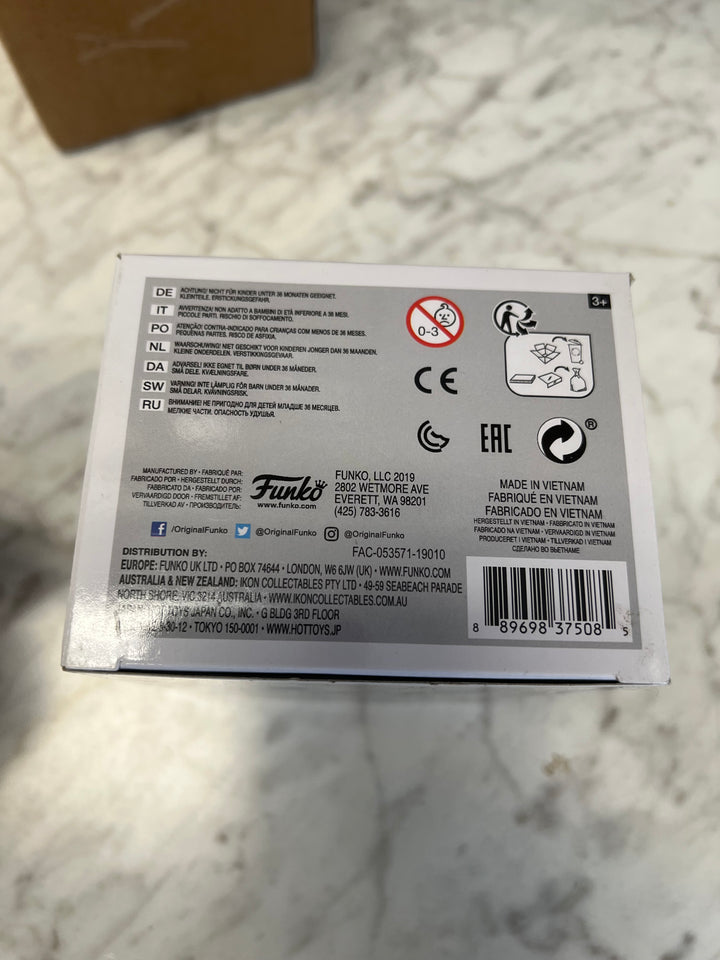 DE ACHTUNG! NICHT FÜR KINDER UNTER 36 MONATEN GEEIGNET.
KLEINTEILE, ERSTICKUNGSGEFAHR.
IT AVVERTENZA! NON ADATTO A BAMBINI DI ETÀ INFERIORE A 36 MESI.
PICCOLE PARTI. RISCHIO DI SOFFOCAMENTO.
PO ATENÇÃO! CONTRA-INDICADO PARA CRIANÇAS COM MENOS DE 36 MESES.
PEQUENAS PARTES. RISCO DE ASFIXIA.
NL WAARSCHUWING! NIET GESCHIKT VOOR KINDEREN JONGER DAN 36 MAANDEN.
KLEINE ONDERDELEN. VERSTIKKINGSGEVAAR.
DA ADVARSEL! IKKE EGNET TIL BØRN UNDER 36 MÅNEDER.
SMÅ DELE. KVÆLNINGSFARE.
SW VARNING! INTE LÄMPLIG FÖR BARN UNDER 36 MÅNADER.
SMÅ DELAR. KVÄVNINGSRISK.
RU ВНИМАНИЕ! НЕ ПРИГОДНО ДЛЯ ДЕТЕЙ МЛАДШЕ 36 МЕСЯЦЕВ.
МЕЛКИЕ ЧАСТИ. ОПАСНОСТЬ УДУШЬЯ.
0-3
3+
CE
EAC
®
MANUFACTURED BY • FABRIQUÉ PAR:
FABRICADO POR • HERGESTELLT DURCH:
FABBRICATO DA • FABRICADO POR:
VERVAARDIGD DOOR • FREMSTILLET AF:
TILLVERKAD AV • ПРОИЗВОДИТЕЛЬ:
Funko
www.funko.com
FUNKO, LLC 2019
2802 WETMORE AVE
EVERETT, WA 98201
(425) 783-3616
MADE IN VIETNAM
FABRIQUÉ EN VIETNAM
FABRICADO EN VIETNAM
HERGESTELLT IN VIETNAM • FABBRICATO IN VIETNAM
FABRICADO NA VIETNAM • VERVAARDIGD IN VIETNAM
PRODUCERET I VIETNAM • TILLVERKAD I VIETNAM
СДЕЛАНО ВО ВЬЕТНАМЕ
/OriginalFunko @OriginalFunko @OriginalFunko
DISTRIBUTION BY: FAC-053571-19010
EUROPE: FUNKO UK LTD • PO BOX 74644 • LONDON, W6 6JW (UK) • WWW.FUNKO.COM
AUSTRALIA & NEW ZEALAND: IKON COLLECTABLES PTY LTD • 49-59 SEABEACH PARADE
NORTH SHORE, VIC 3214 AUSTRALIA • WWW.IKONCOLLECTABLES.COM.AU
JAPAN CO., INC. • G BLDG 3RD FLOOR
30-12 • TOKYO 150-0001 • WWW.HOTTOYS.JP
8 89698 37508 5